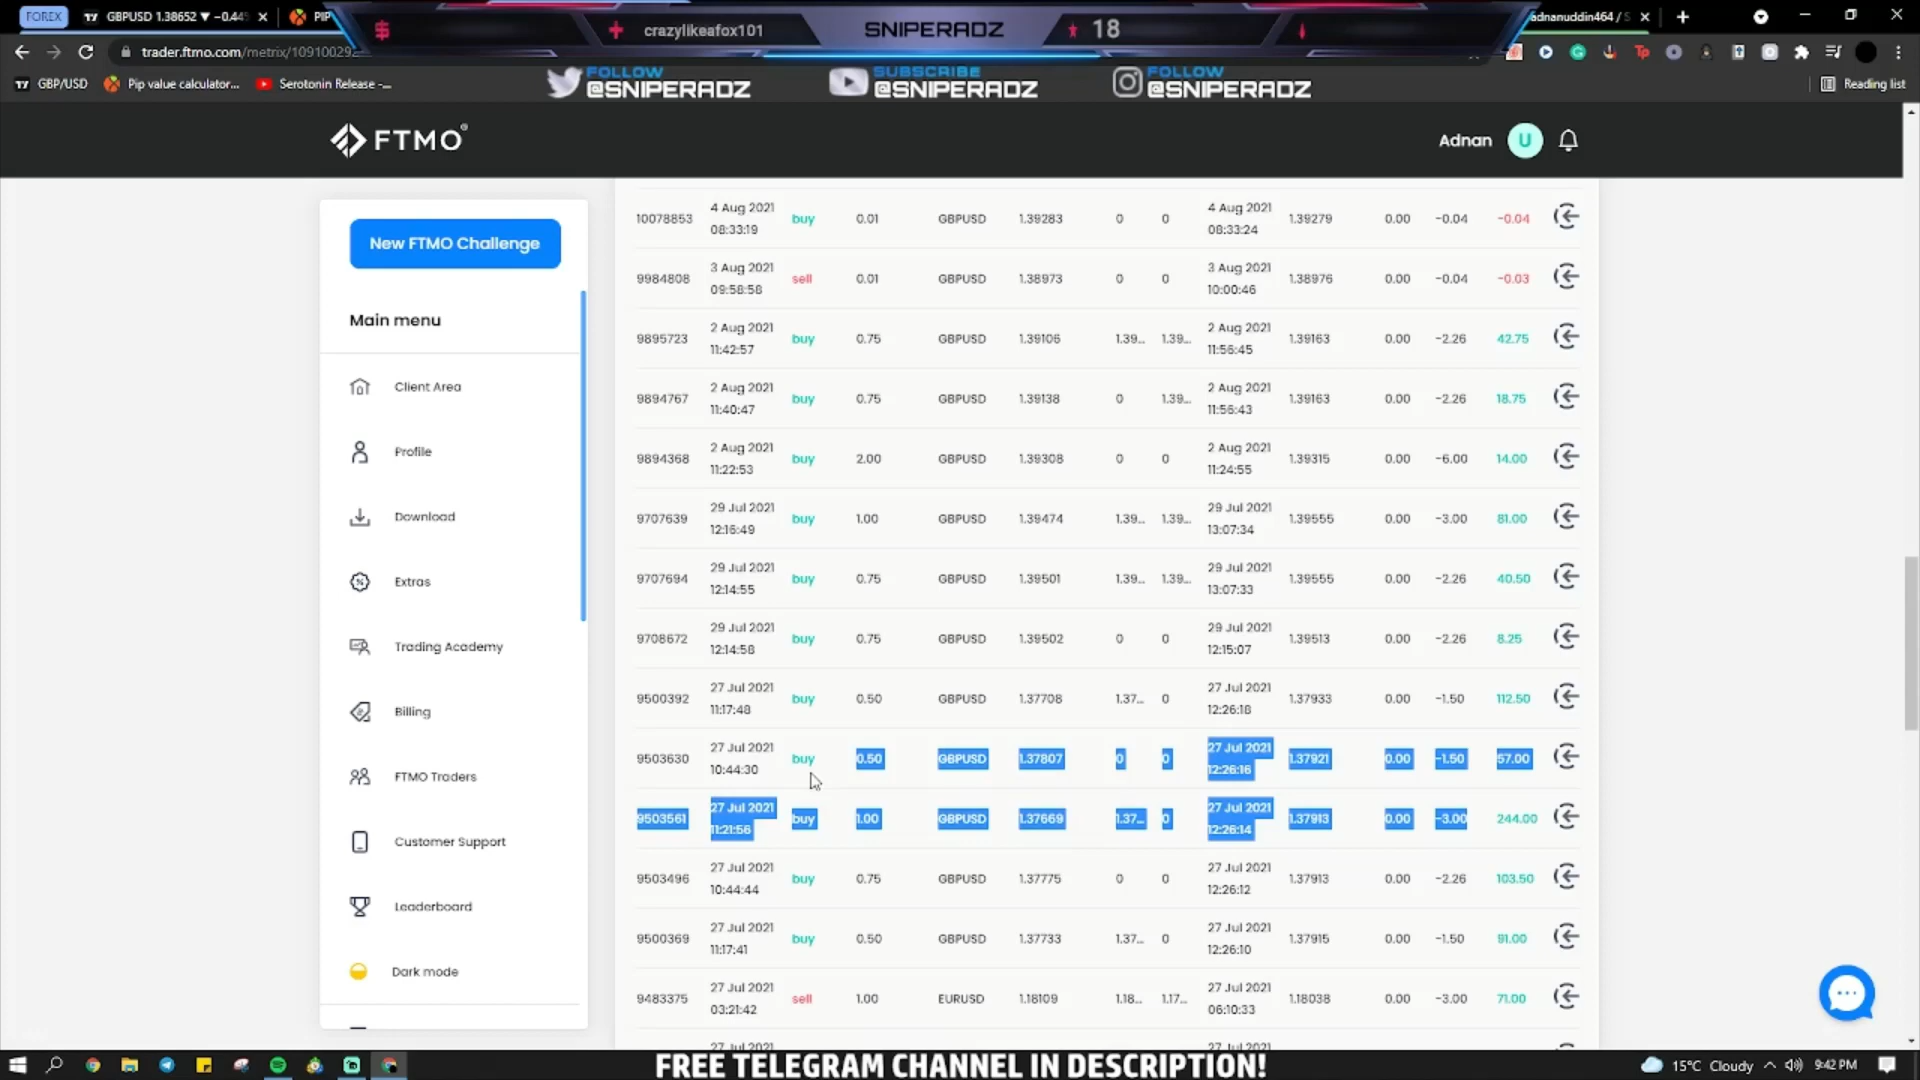 FOREX
GBPUSD 1.38652 ▼ −0.44%
PIP
crazylikeafox101
SNIPERADZ
18
adnanuddin464 / S
trader.ftmo.com/metrix/10910029
GBP/USD
Pip value calculator...
Serotonin Release -...
FOLLOW
@SNIPERADZ
SUBSCRIBE
@SNIPERADZ
FOLLOW
@SNIPERADZ
Reading list
FTMO®
Adnan
U
New FTMO Challenge
Main menu
Client Area
Profile
Download
Extras
Trading Academy
Billing
FTMO Traders
Customer Support
Leaderboard
Dark mode
10078853 4 Aug 2021 08:33:19 buy 0.01 GBPUSD 1.39283 0 0 4 Aug 2021 08:33:24 1.39279 0.00 -0.04 -0.04
9984808 3 Aug 2021 09:58:58 sell 0.01 GBPUSD 1.38973 0 0 3 Aug 2021 10:00:46 1.38976 0.00 -0.04 -0.03
9895723 2 Aug 2021 11:42:57 buy 0.75 GBPUSD 1.39106 1.39... 1.39... 2 Aug 2021 11:56:45 1.39163 0.00 -2.26 42.75
9894767 2 Aug 2021 11:40:47 buy 0.75 GBPUSD 1.39138 0 1.39... 2 Aug 2021 11:56:43 1.39163 0.00 -2.26 18.75
9894368 2 Aug 2021 11:22:53 buy 2.00 GBPUSD 1.39308 0 0 2 Aug 2021 11:24:55 1.39315 0.00 -6.00 14.00
9707639 29 Jul 2021 12:16:49 buy 1.00 GBPUSD 1.39474 1.39... 1.39... 29 Jul 2021 13:07:34 1.39555 0.00 -3.00 81.00
9707694 29 Jul 2021 12:14:55 buy 0.75 GBPUSD 1.39501 1.39... 1.39... 29 Jul 2021 13:07:33 1.39555 0.00 -2.26 40.50
9708672 29 Jul 2021 12:14:58 buy 0.75 GBPUSD 1.39502 0 0 29 Jul 2021 12:15:07 1.39513 0.00 -2.26 8.25
9500392 27 Jul 2021 11:17:48 buy 0.50 GBPUSD 1.37708 1.37... 0 27 Jul 2021 12:26:18 1.37933 0.00 -1.50 112.50
9503630 27 Jul 2021 10:44:30 buy 0.50 GBPUSD 1.37807 0 0 27 Jul 2021 12:26:16 1.37921 0.00 -1.50 57.00
9503561 27 Jul 2021 11:21:56 buy 1.00 GBPUSD 1.37669 1.37... 0 27 Jul 2021 12:26:14 1.37913 0.00 -3.00 244.00
9503496 27 Jul 2021 10:44:44 buy 0.75 GBPUSD 1.37775 0 0 27 Jul 2021 12:26:12 1.37913 0.00 -2.26 103.50
9500369 27 Jul 2021 11:17:41 buy 0.50 GBPUSD 1.37733 1.37... 0 27 Jul 2021 12:26:10 1.37915 0.00 -1.50 91.00
9483375 27 Jul 2021 03:21:42 sell 1.00 EURUSD 1.18109 1.18... 1.17... 27 Jul 2021 06:10:33 1.18038 0.00 -3.00 71.00
FREE TELEGRAM CHANNEL IN DESCRIPTION!
15°C Cloudy
9:42 PM